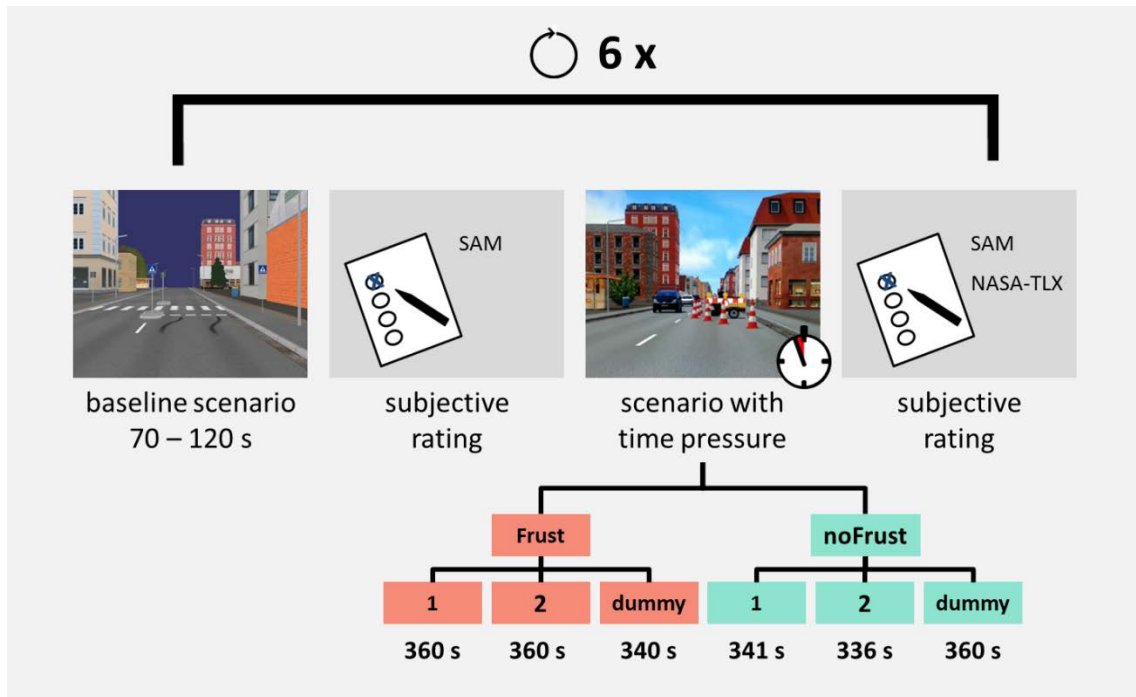 6 x
SAM
SAM
NASA-TLX
baseline scenario
70 – 120 s
subjective
rating
scenario with
time pressure
subjective
rating
Frust
noFrust
1
2
dummy
1
2
dummy
360 s
360 s
340 s
341 s
336 s
360 s